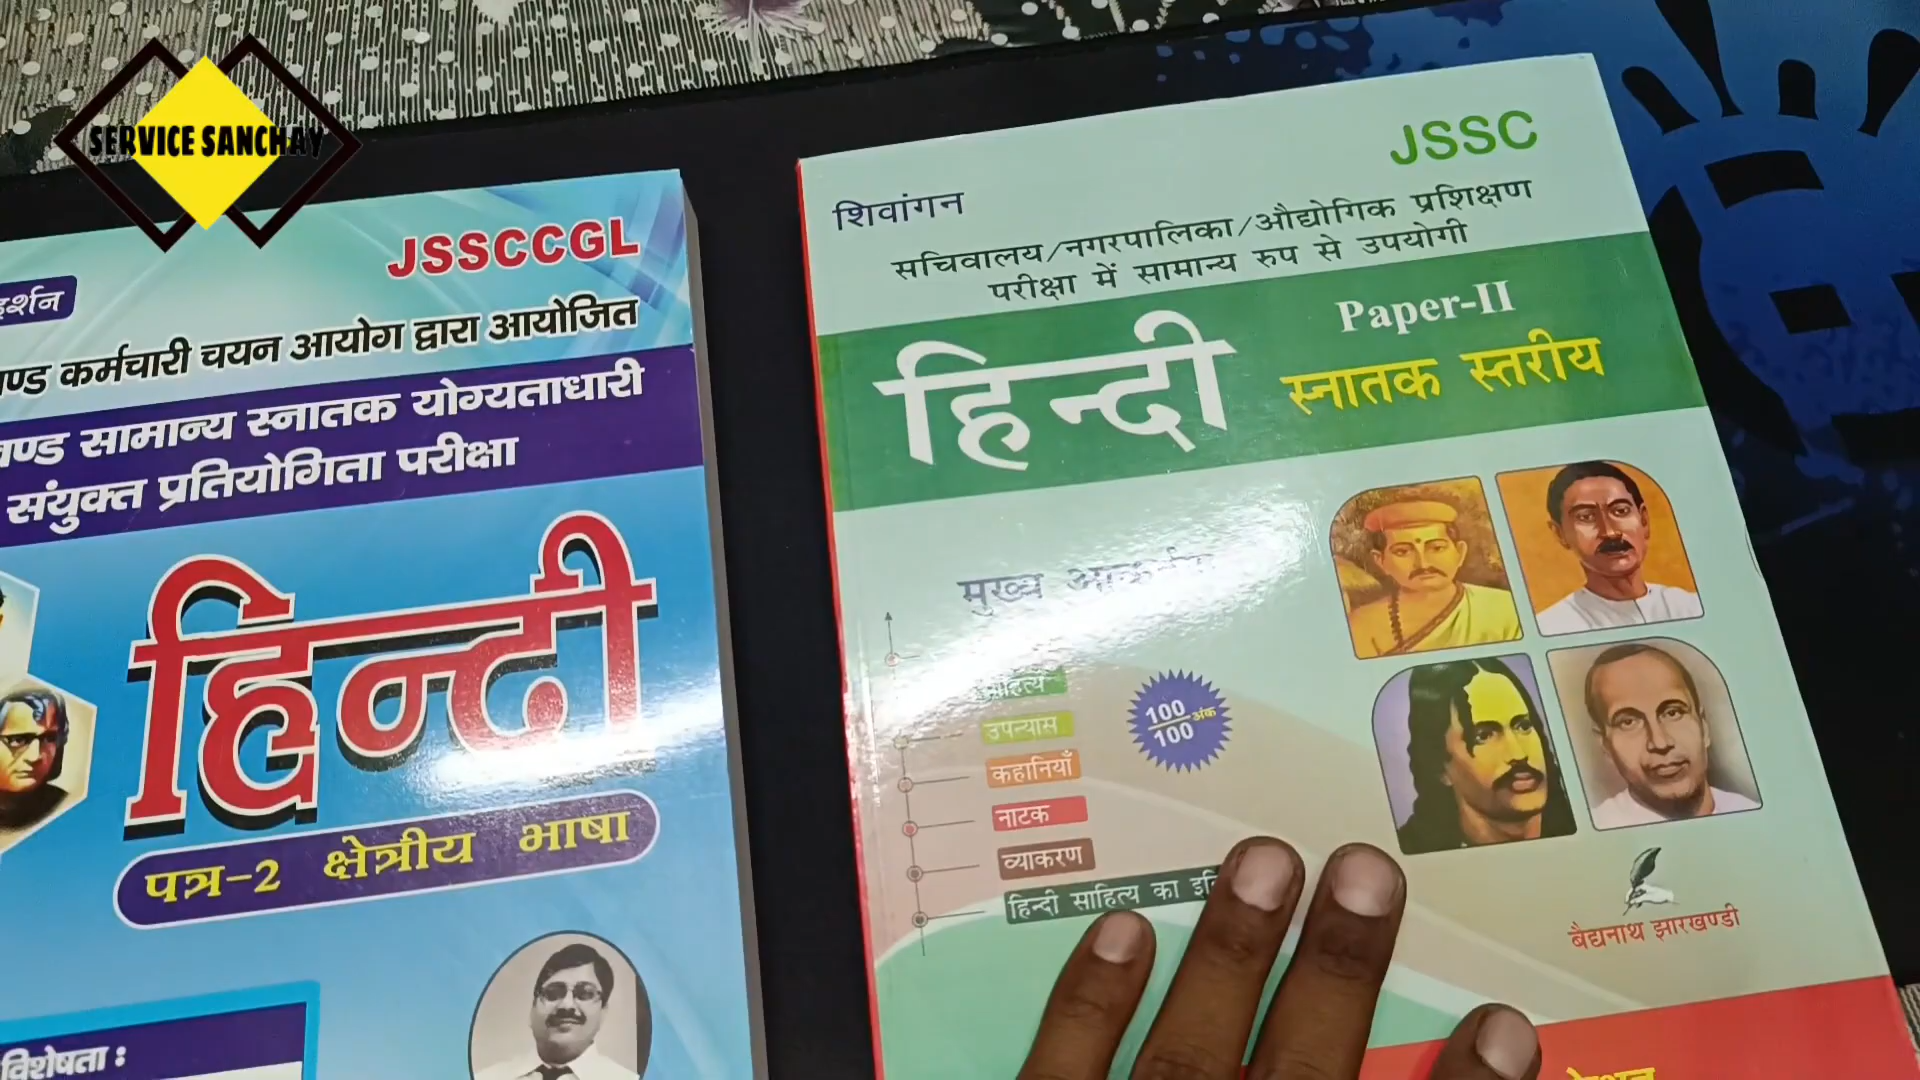 SERVICE SANCHAY
JSSCCGL
कर्मचारी चयन आयोग द्वारा आयोजित
सामान्य स्नातक योग्यताधारी
संयुक्त प्रतियोगिता परीक्षा
हिन्दी
पत्र-2 क्षेत्रीय भाषा
विशेषता :
JSSC
शिवांगन
सचिवालय/नगरपालिका/औद्योगिक प्रशिक्षण
परीक्षा में सामान्य रुप से उपयोगी
हिन्दी
Paper-II
स्नातक स्तरीय
मुख्य
उपन्यास
100
100
अंक
कहानियाँ
नाटक
व्याकरण
हिन्दी साहित्य का
बैद्यनाथ झारखण्डी